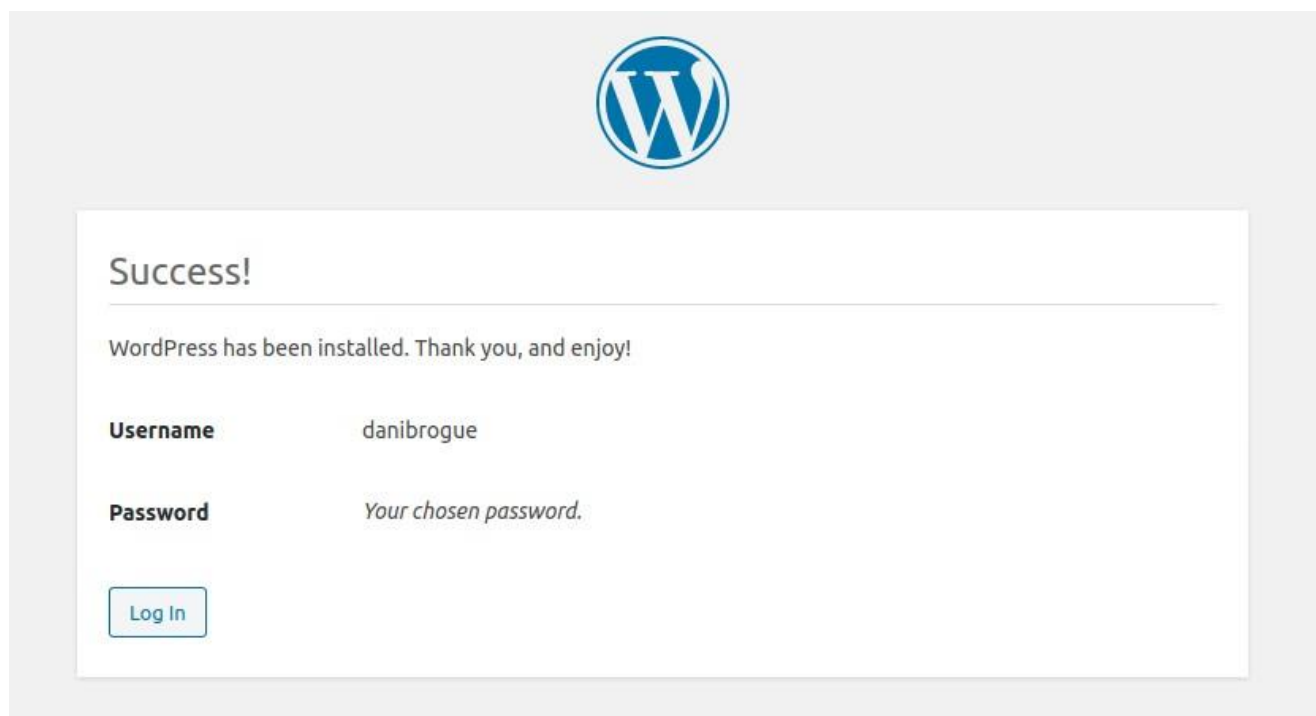 Success!
WordPress has been installed. Thank you, and enjoy!
Username danibrogue
Password Your chosen password.
Log In